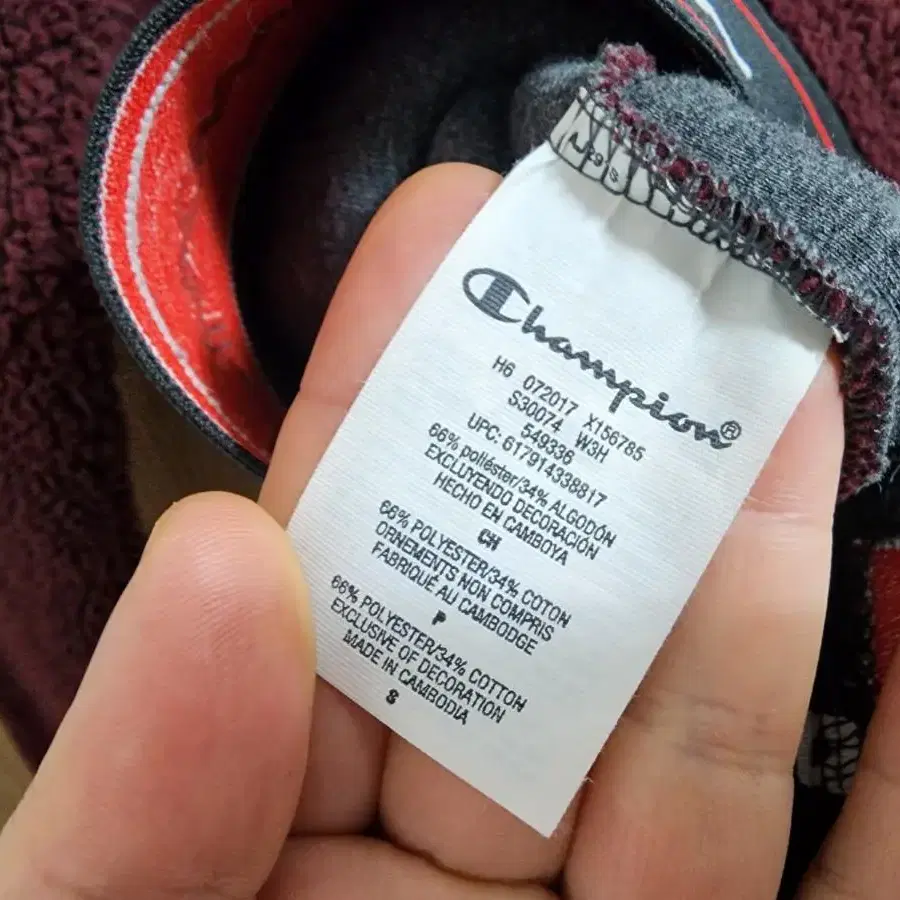 Champion®
H6 072017 X156785
S30074 W3H
549336
UPC: 617914338817
66% poliéster/34% ALGODÓN
EXCLUYENDO DECORACIÓN
HECHO EN CAMBOYA
CH
66% POLYESTER/34% COTON
ORNEMENTS NON COMPRIS
FABRIQUÉ AU CAMBODGE
P
66% POLYESTER/34% COTTON
EXCLUSIVE OF DECORATION
MADE IN CAMBODIA
S